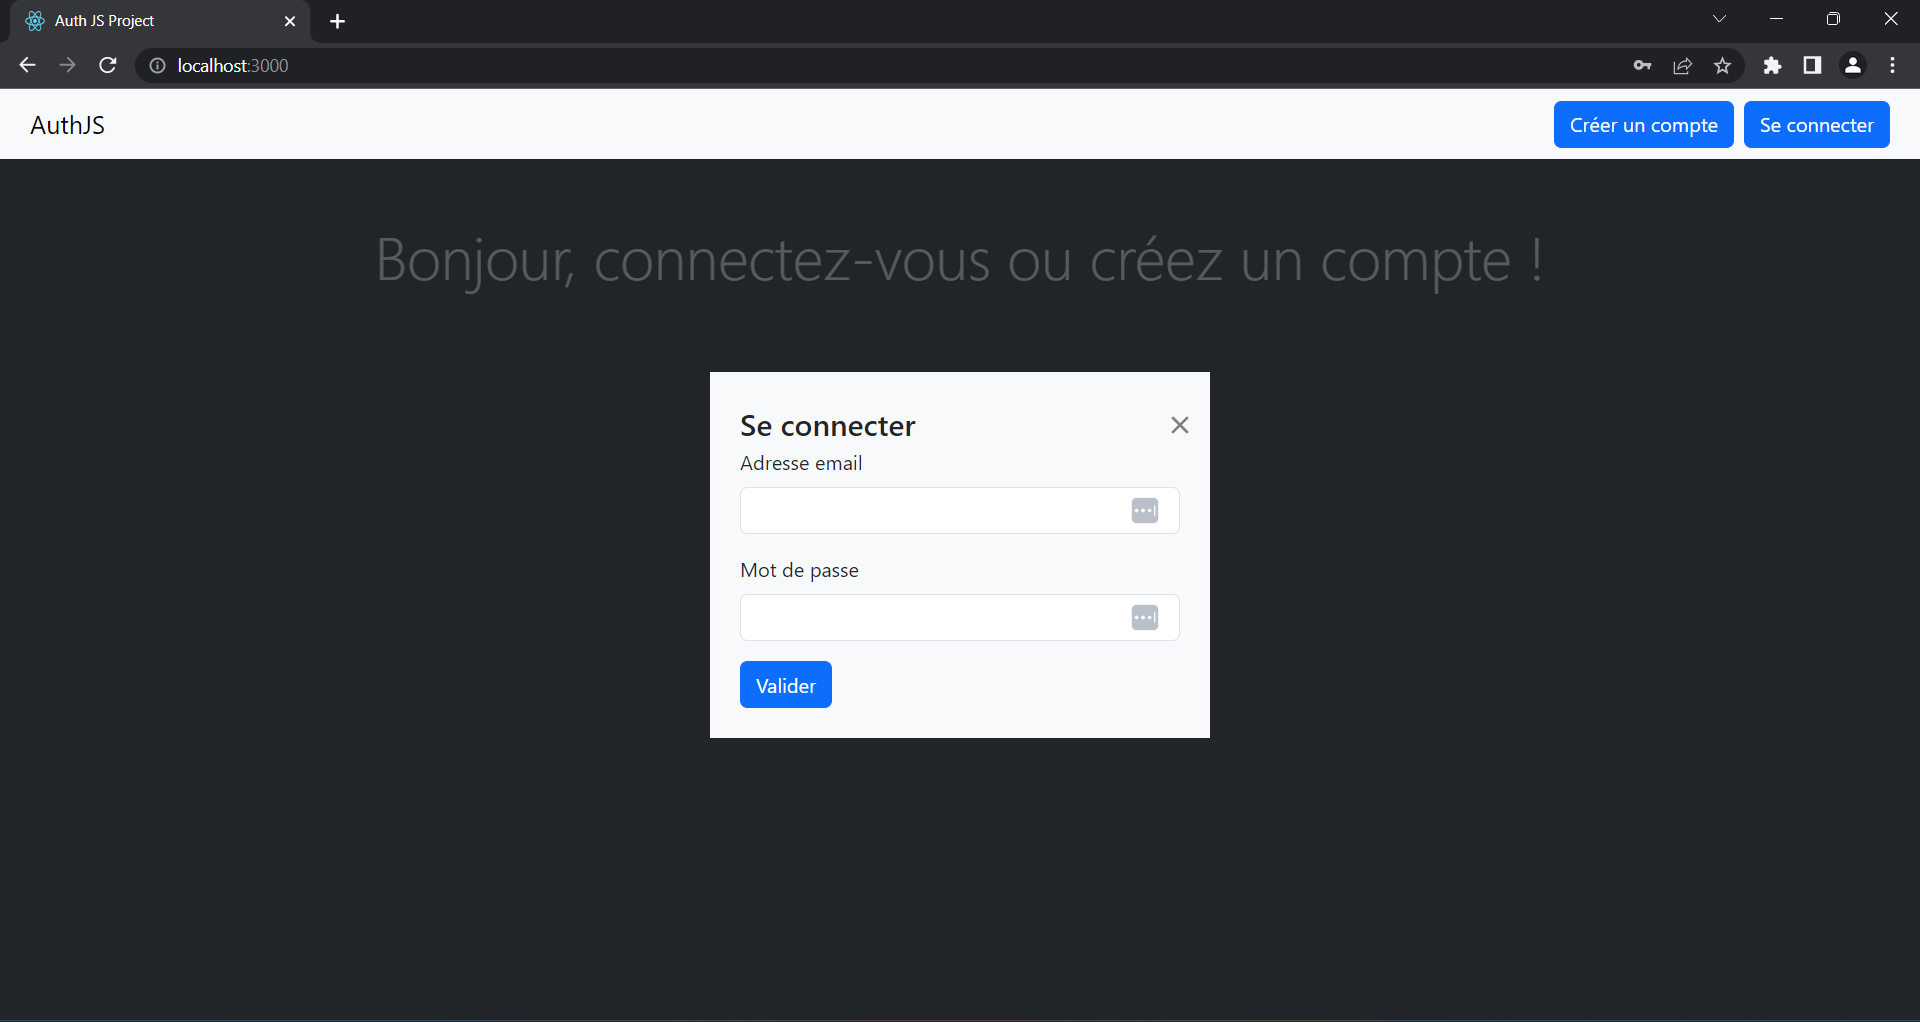 Auth JS Project
localhost:3000
AuthJS
Créer un compte
Se connecter
Bonjour, connectez-vous ou créez un compte !
Se connecter
Adresse email
Mot de passe
Valider